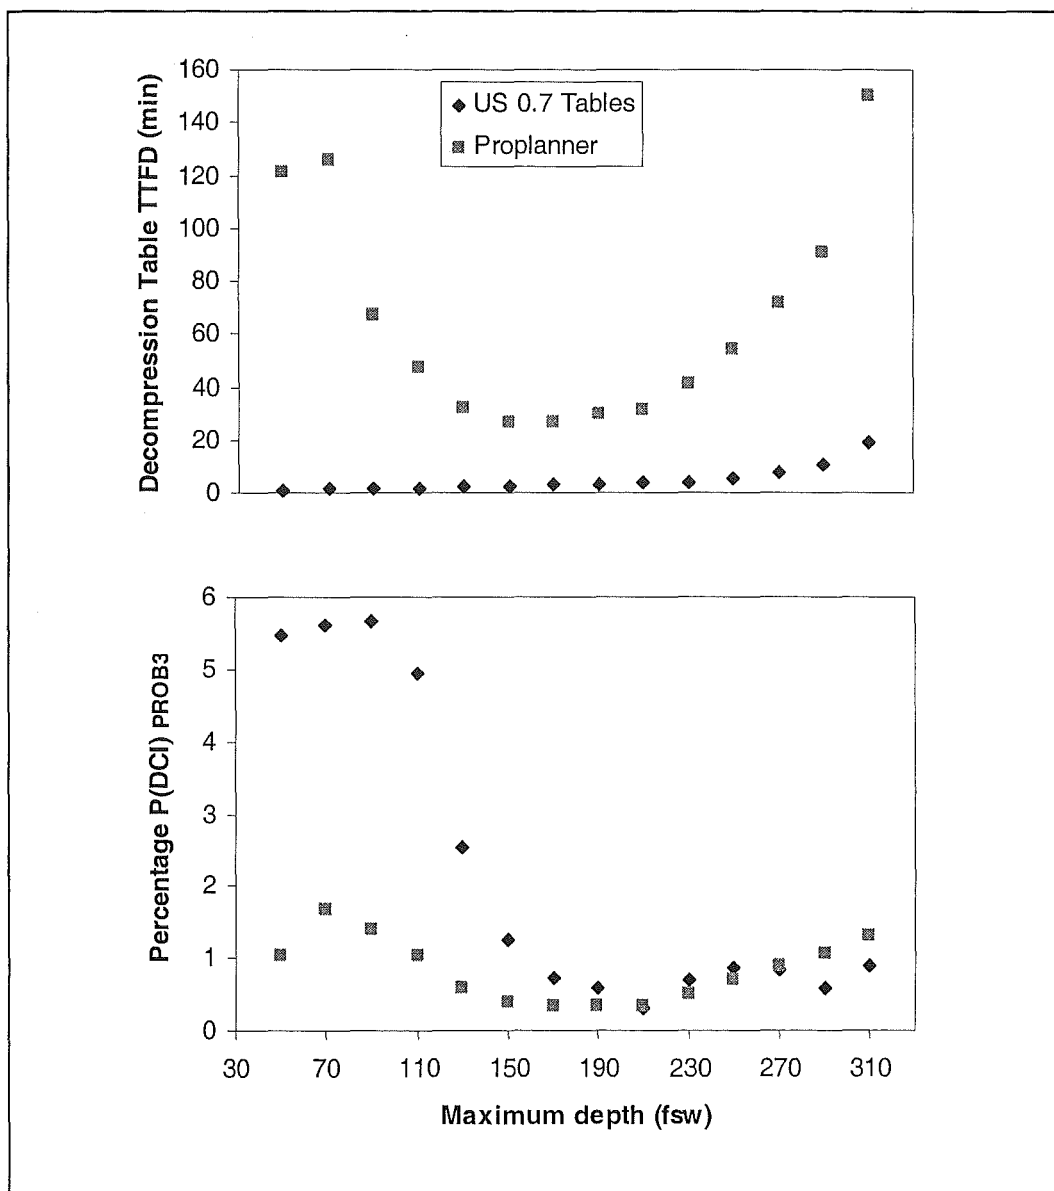 160
140
120
100
80
60
40
20
0
Decompression Table TTFD (min)
US 0.7 Tables
Proplanner
6
5
4
3
2
1
0
Percentage P(DCI) PROB3
30 70 110 150 190 230 270 310
Maximum depth (fsw)